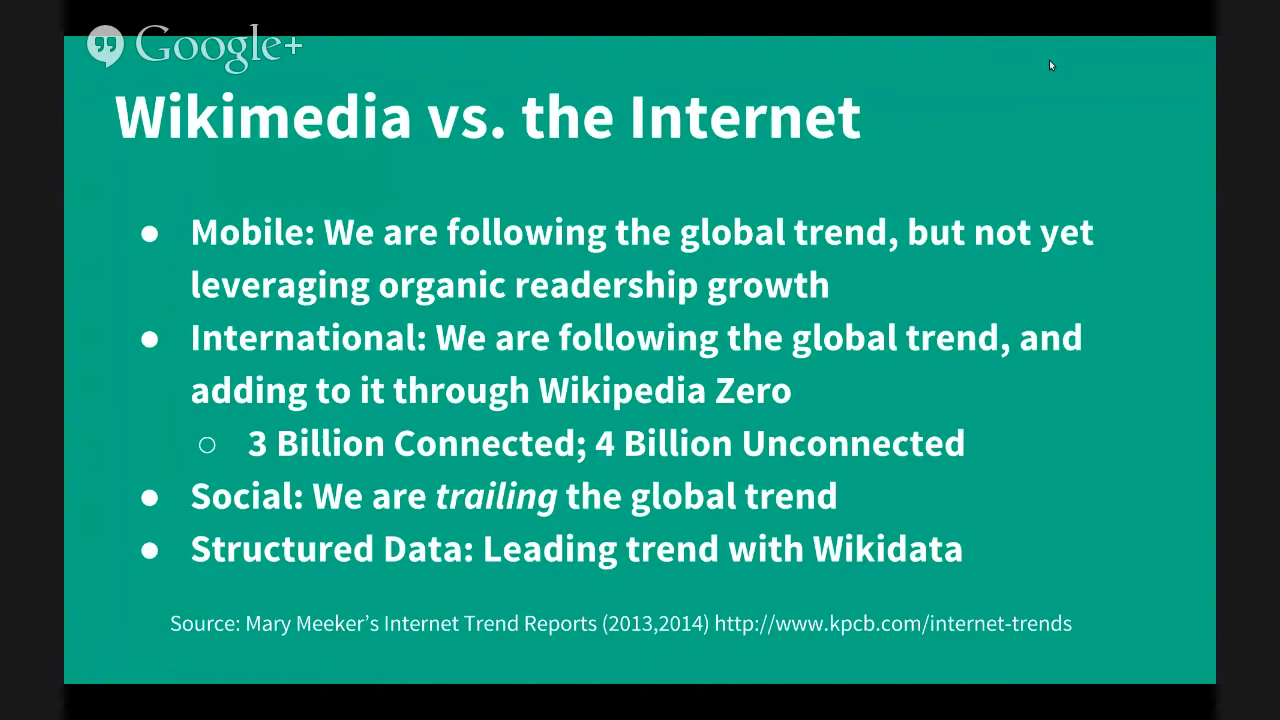 Google+
Wikimedia vs. the Internet
● Mobile: We are following the global trend, but not yet
leveraging organic readership growth
● International: We are following the global trend, and
adding to it through Wikipedia Zero
○ 3 Billion Connected; 4 Billion Unconnected
● Social: We are trailing the global trend
● Structured Data: Leading trend with Wikidata
Source: Mary Meeker’s Internet Trend Reports (2013,2014) http://www.kpcb.com/internet-trends